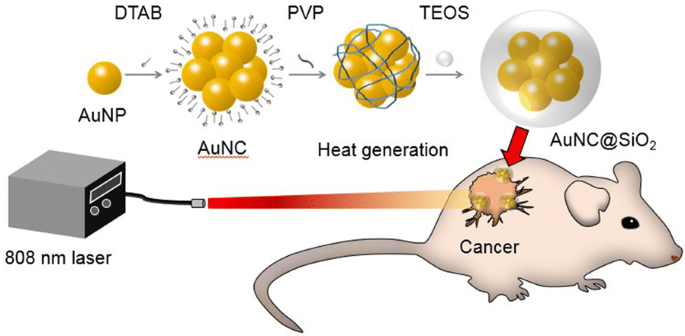 DTAB
PVP
TEOS
AuNP
AuNC
Heat generation
AuNC@SiO₂
808 nm laser
Cancer